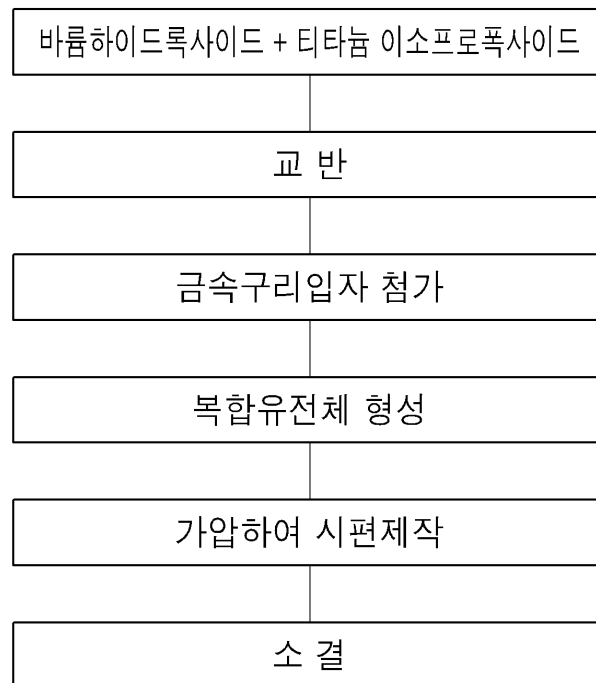 바륨하이드록사이드 + 티타늄 이소프로폭사이드
교 반
금속구리입자 첨가
복합유전체 형성
가압하여 시편제작
소 결